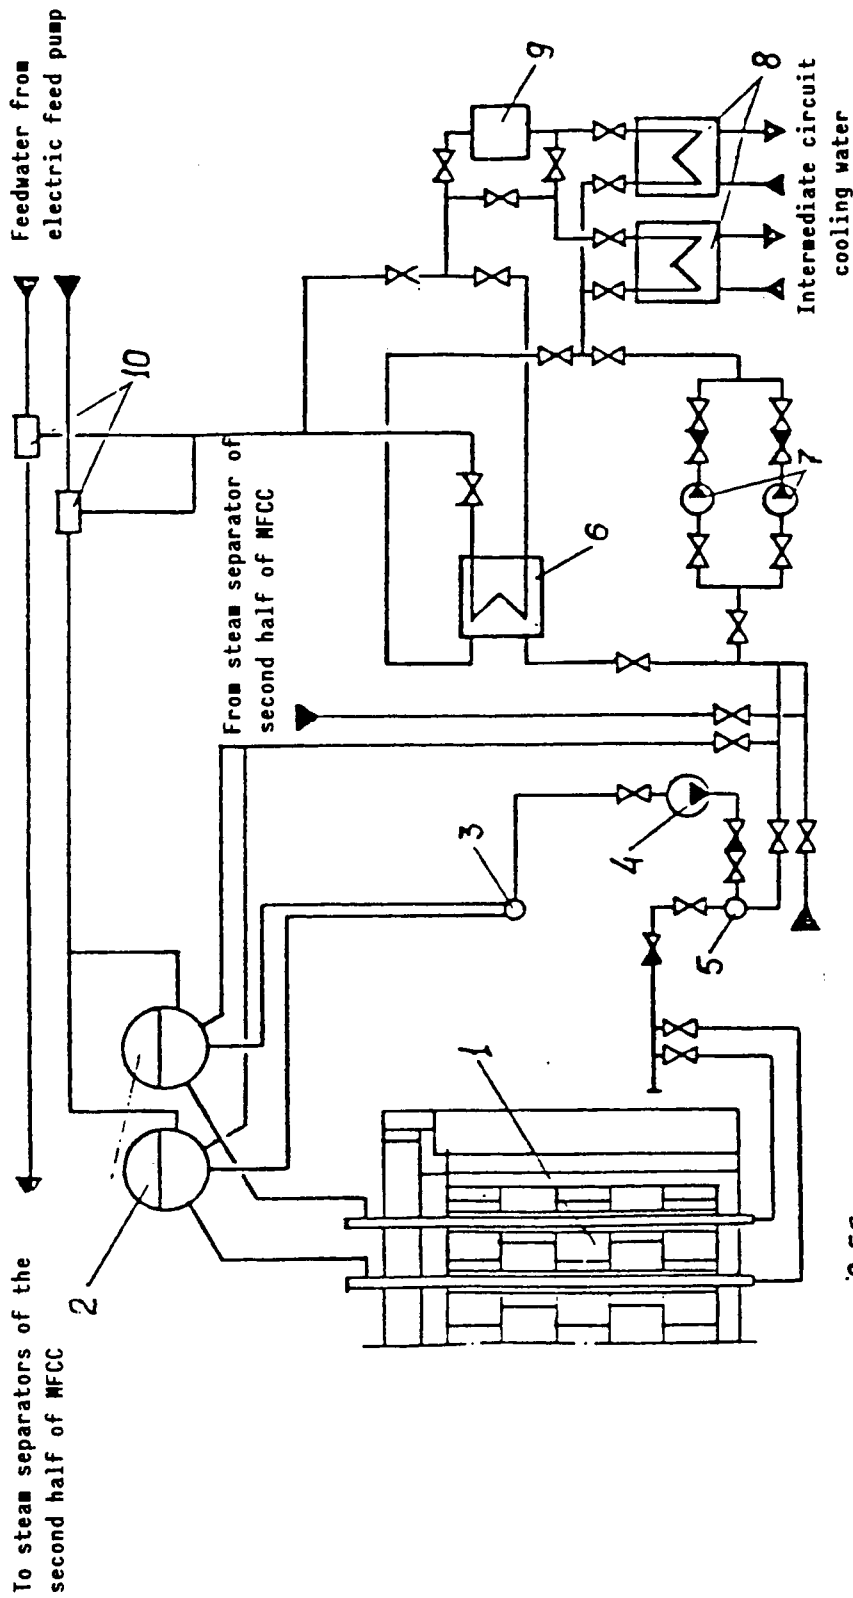 To steam separators of the
second half of MFCC
Feedwater from
electric feed pump
2
10
From steam separator of
second half of MFCC
1
3
4
5
6
7
9
8
Intermediate circuit
cooling water